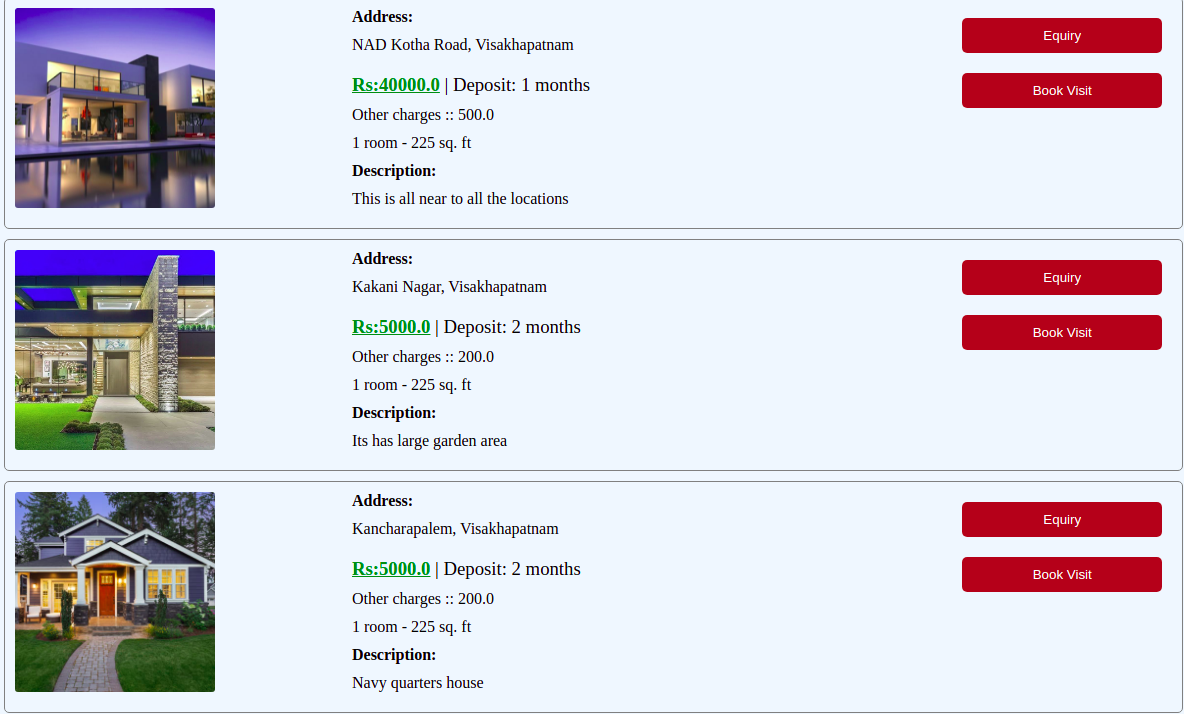 Address:
NAD Kotha Road, Visakhapatnam
Rs:40000.0 | Deposit: 1 months
Other charges :: 500.0
1 room - 225 sq. ft
Description:
This is all near to all the locations
Equiry
Book Visit
Address:
Kakani Nagar, Visakhapatnam
Rs:5000.0 | Deposit: 2 months
Other charges :: 200.0
1 room - 225 sq. ft
Description:
Its has large garden area
Equiry
Book Visit
Address:
Kancharapalem, Visakhapatnam
Rs:5000.0 | Deposit: 2 months
Other charges :: 200.0
1 room - 225 sq. ft
Description:
Navy quarters house
Equiry
Book Visit